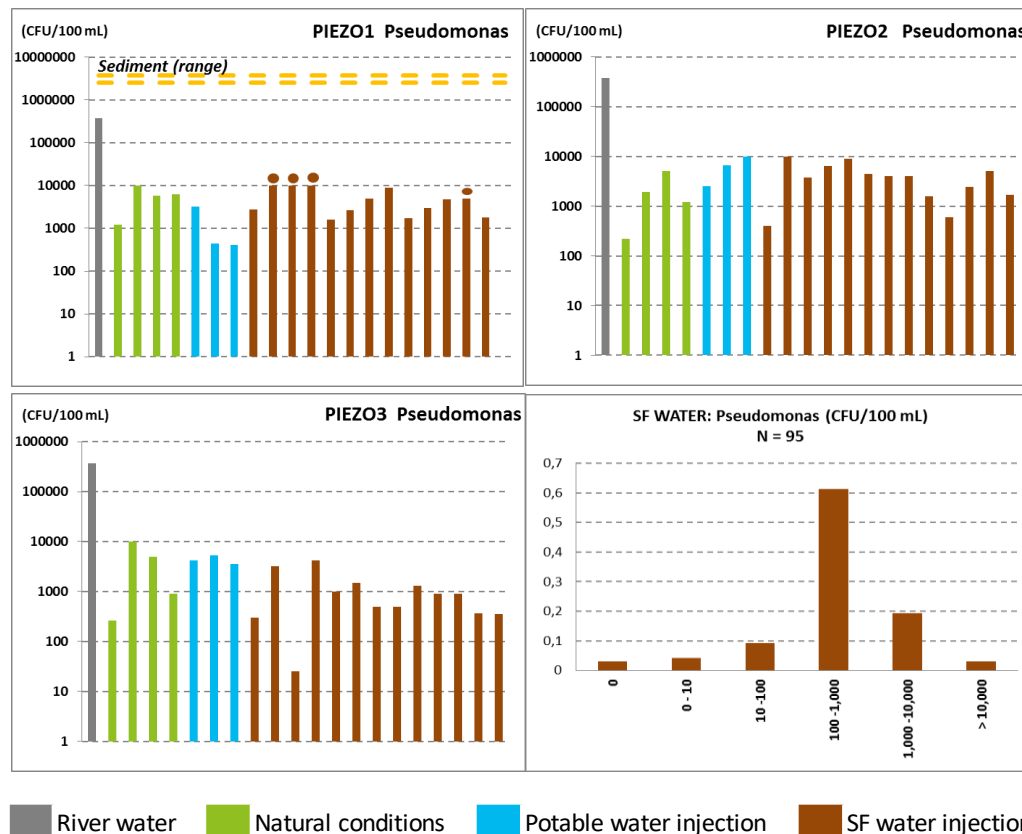 (CFU/100 mL)
PIEZO1 Pseudomonas
Sediment (range)
10000000
1000000
100000
10000
1000
100
10
1
(CFU/100 mL)
PIEZO2 Pseudomonas
1000000
100000
10000
1000
100
10
1
(CFU/100 mL)
PIEZO3 Pseudomonas
1000000
100000
10000
1000
100
10
1
SF WATER: Pseudomonas (CFU/100 mL)
N = 95
0,7
0,6
0,5
0,4
0,3
0,2
0,1
0
0
0 - 10
10 -100
100 -1,000
1,000 -10,000
> 10,000
River water
Natural conditions
Potable water injection
SF water injection